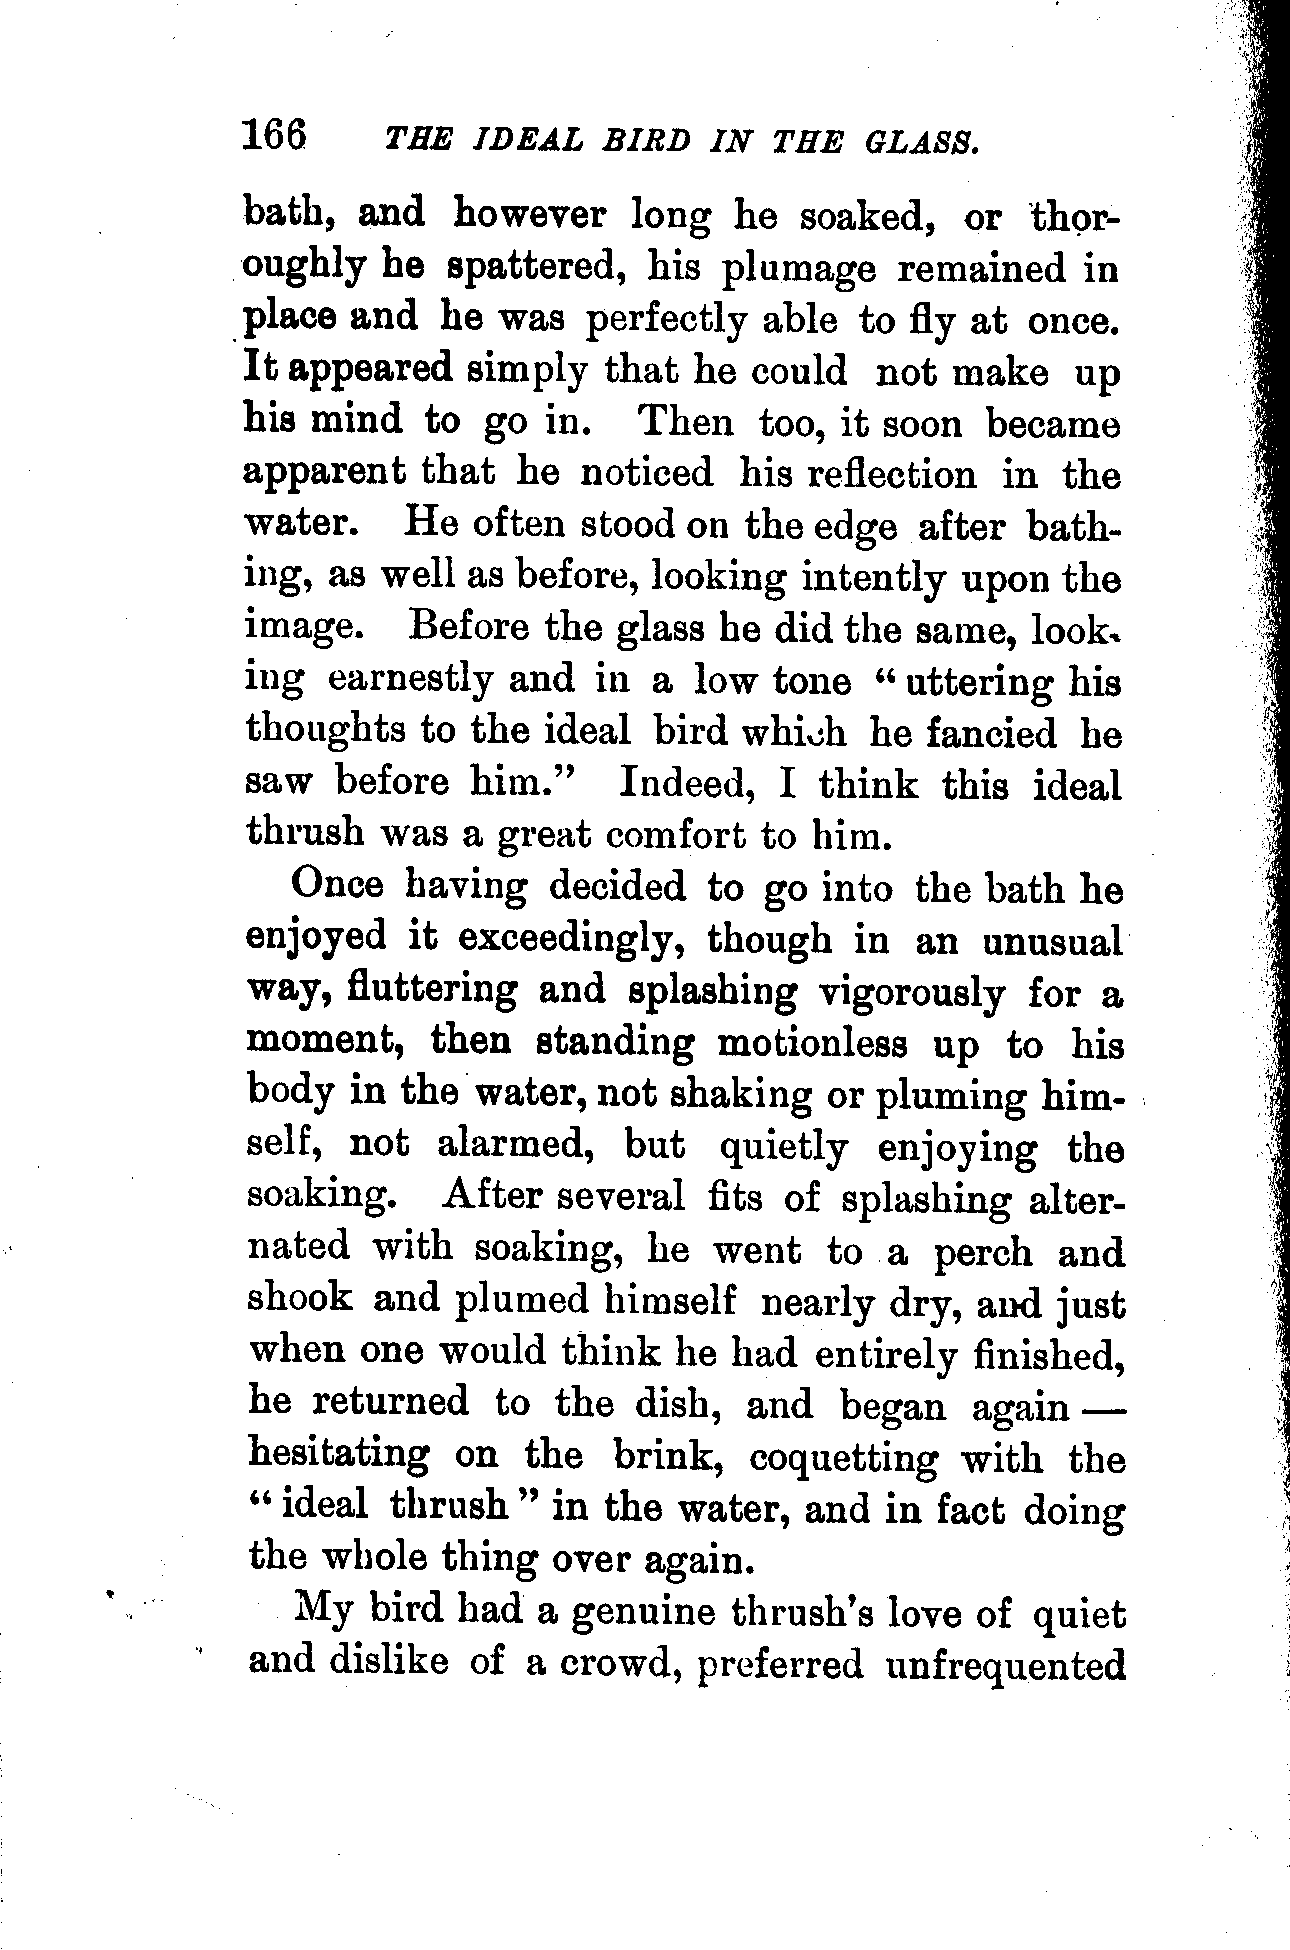 166 THE IDEAL BIRD IN THE GLASS.
bath, and however long he soaked, or thor-
oughly he spattered, his plumage remained in
place and he was perfectly able to fly at once.
It appeared simply that he could not make up
his mind to go in. Then too, it soon became
apparent that he noticed his reflection in the
water. He often stood on the edge after bath-
ing, as well as before, looking intently upon the
image. Before the glass he did the same, look-
ing earnestly and in a low tone “uttering his
thoughts to the ideal bird which he fancied he
saw before him.” Indeed, I think this ideal
thrush was a great comfort to him.
Once having decided to go into the bath he
enjoyed it exceedingly, though in an unusual
way, fluttering and splashing vigorously for a
moment, then standing motionless up to his
body in the water, not shaking or pluming him-
self, not alarmed, but quietly enjoying the
soaking. After several fits of splashing alter-
nated with soaking, he went to a perch and
shook and plumed himself nearly dry, and just
when one would think he had entirely finished,
he returned to the dish, and began again —
hesitating on the brink, coquetting with the
“ideal thrush” in the water, and in fact doing
the whole thing over again.
My bird had a genuine thrush's love of quiet
and dislike of a crowd, preferred unfrequented